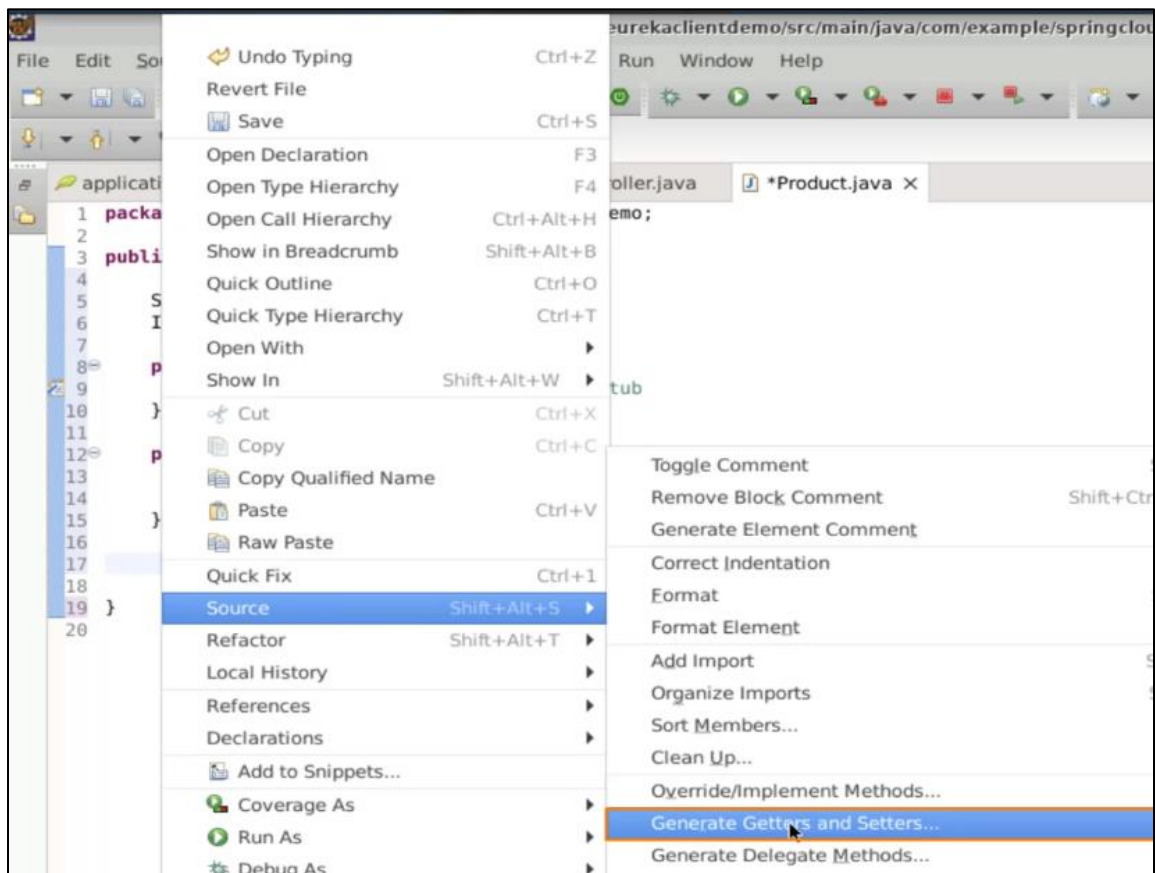 eurekaclientdemo/src/main/java/com/example/springclou
File Edit So Run Window Help
applicati
oller.java
*Product.java
1 packa
emo;
2
3 publi
4
5 S
6 I
7
8 p
9
tub
10 }
11
12 p
13
14
15 }
16
17
18
19 }
20
Undo Typing Ctrl+Z
Revert File
Save Ctrl+S
Open Declaration F3
Open Type Hierarchy F4
Open Call Hierarchy Ctrl+Alt+H
Show in Breadcrumb Shift+Alt+B
Quick Outline Ctrl+O
Quick Type Hierarchy Ctrl+T
Open With
Show In Shift+Alt+W
Cut Ctrl+X
Copy Ctrl+C
Copy Qualified Name
Paste Ctrl+V
Raw Paste
Quick Fix Ctrl+1
Source Shift+Alt+S
Refactor Shift+Alt+T
Local History
References
Declarations
Add to Snippets...
Coverage As
Run As
Debug As
Toggle Comment
Remove Block Comment Shift+Ctr
Generate Element Comment
Correct Indentation
Format
Format Element
Add Import
Organize Imports
Sort Members...
Clean Up...
Override/Implement Methods...
Generate Getters and Setters...
Generate Delegate Methods...